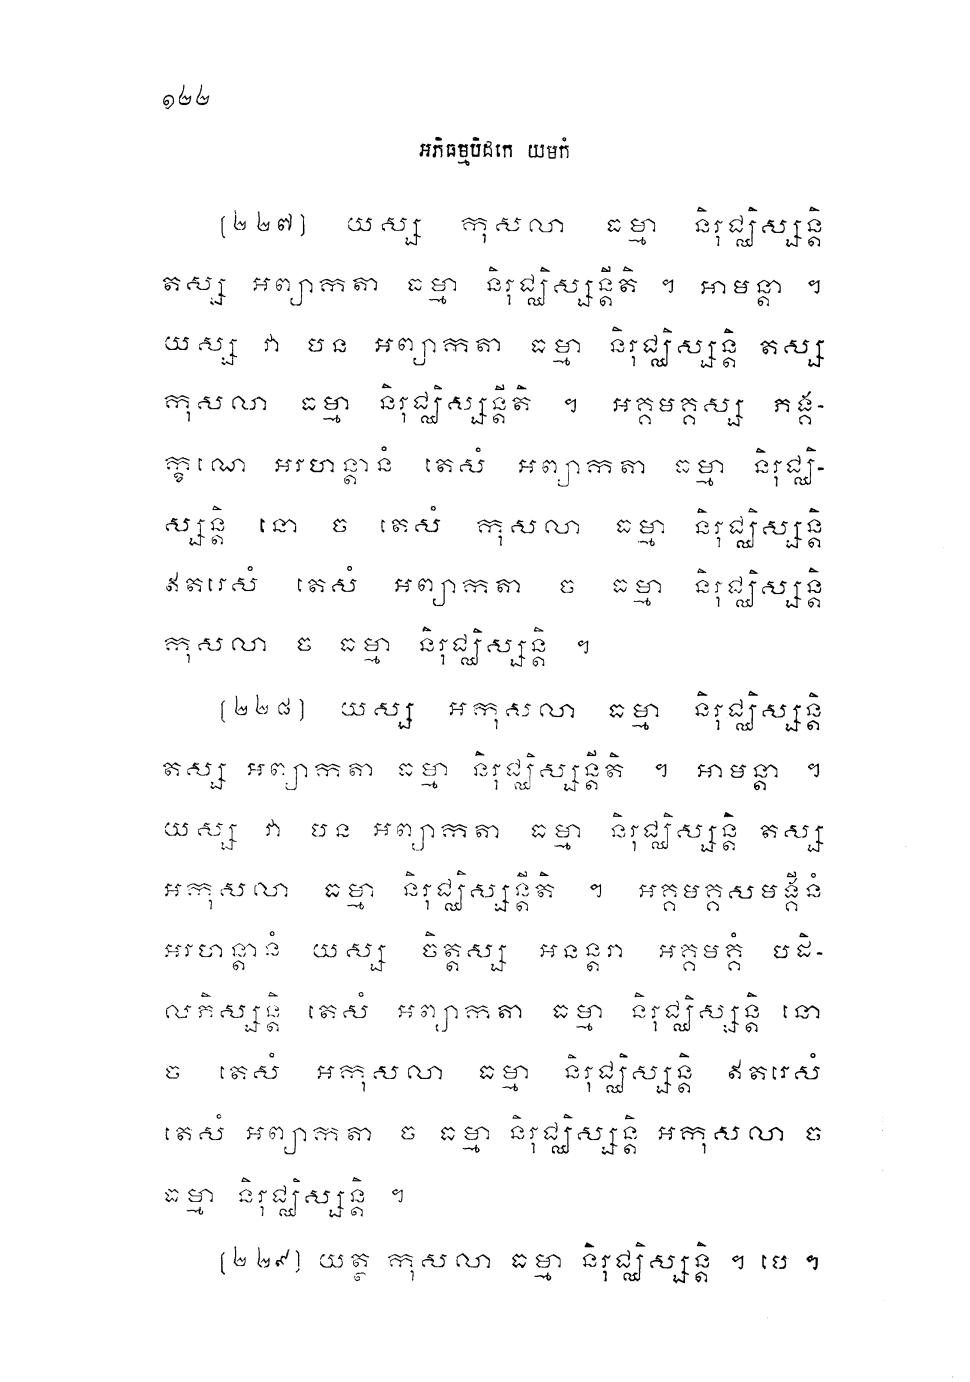 ១២២
អភិធម្មបិដកេ យមកំ
(២២៧) យស្ស កុសលា ធម្មា និរុជ្ឈិស្សន្តិ
តស្ស អព្យាកតា ធម្មា និរុជ្ឈិស្សន្តីតិ ។ អាមន្តា ។
យស្ស វា បន អព្យាកតា ធម្មា និរុជ្ឈិស្សន្តិ តស្ស
កុសលា ធម្មា និរុជ្ឈិស្សន្តីតិ ។ អគ្គមគ្គស្ស ភង្គ-
ក្ខណេ អរហន្តានំ តេសំ អព្យាកតា ធម្មា និរុជ្ឈិ-
ស្សន្តិ នោ ច តេសំ កុសលា ធម្មា និរុជ្ឈិស្សន្តិ
ឥតរេសំ តេសំ អព្យាកតា ច ធម្មា និរុជ្ឈិស្សន្តិ
កុសលា ច ធម្មា និរុជ្ឈិស្សន្តិ ។
(២២៨) យស្ស អកុសលា ធម្មា និរុជ្ឈិស្សន្តិ
តស្ស អព្យាកតា ធម្មា និរុជ្ឈិស្សន្តីតិ ។ អាមន្តា ។
យស្ស វា បន អព្យាកតា ធម្មា និរុជ្ឈិស្សន្តិ តស្ស
អកុសលា ធម្មា និរុជ្ឈិស្សន្តីតិ ។ អគ្គមគ្គសមង្គីនំ
អរហន្តានំ យស្ស ចិត្តស្ស អនន្តរា អគ្គមគ្គំ បដិ-
លភិស្សន្តិ តេសំ អព្យាកតា ធម្មា និរុជ្ឈិស្សន្តិ នោ
ច តេសំ អកុសលា ធម្មា និរុជ្ឈិស្សន្តិ ឥតរេសំ
តេសំ អព្យាកតា ច ធម្មា និរុជ្ឈិស្សន្តិ អកុសលា ច
ធម្មា និរុជ្ឈិស្សន្តិ ។
(២២៩) យត្ថ កុសលា ធម្មា និរុជ្ឈិស្សន្តិ ។ បេ ។